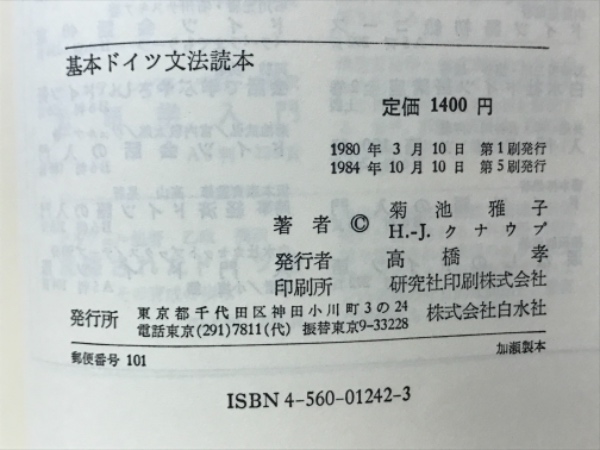 基本ドイツ文法読本
定価 1400 円
1980 年 3 月 10 日 第1刷発行
1984 年 10 月 10 日 第5刷発行
著者 © 菊池雅子
H.-J. クナウプ
発行者 高橋孝
印刷所 研究社印刷株式会社
発行所 東京都千代田区神田小川町3の24 株式会社白水社
電話東京(291)7811(代) 振替東京9-33228
郵便番号 101 加瀬製本
ISBN 4-560-01242-3